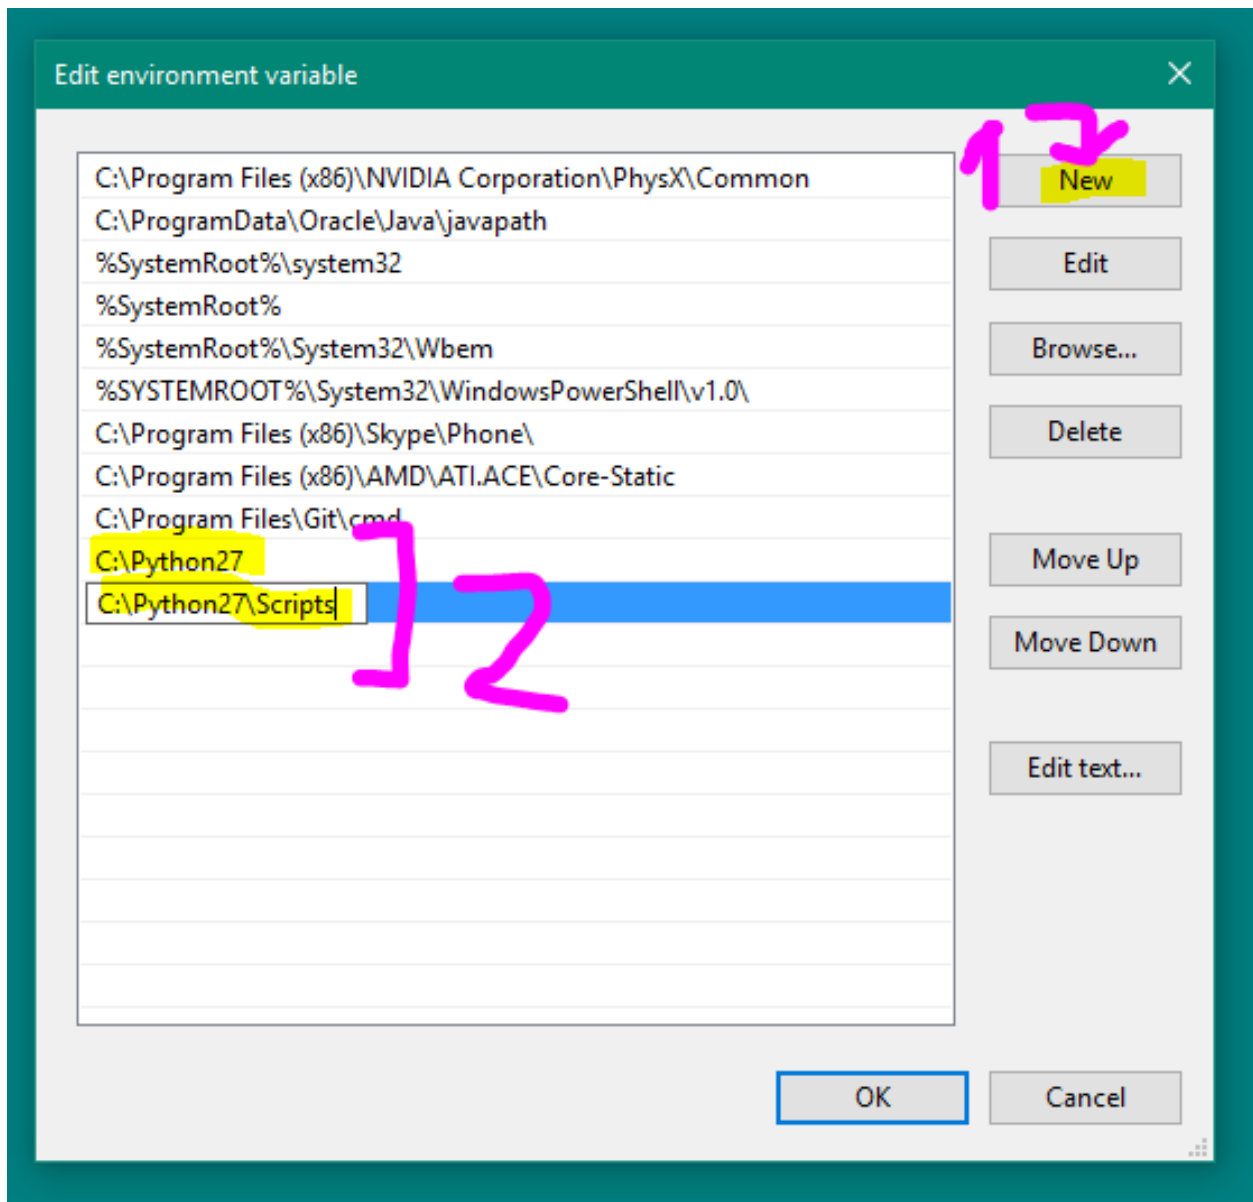 Edit environment variable
1
C:\Program Files (x86)\NVIDIA Corporation\PhysX\Common
New
C:\ProgramData\Oracle\Java\javapath
%SystemRoot%\system32
Edit
%SystemRoot%
%SystemRoot%\System32\Wbem
Browse...
%SYSTEMROOT%\System32\WindowsPowerShell\v1.0\
C:\Program Files (x86)\Skype\Phone\
Delete
C:\Program Files (x86)\AMD\ATI.ACE\Core-Static
C:\Program Files\Git\cmd
C:\Python27
Move Up
C:\Python27\Scripts
2
Move Down
Edit text...
OK
Cancel